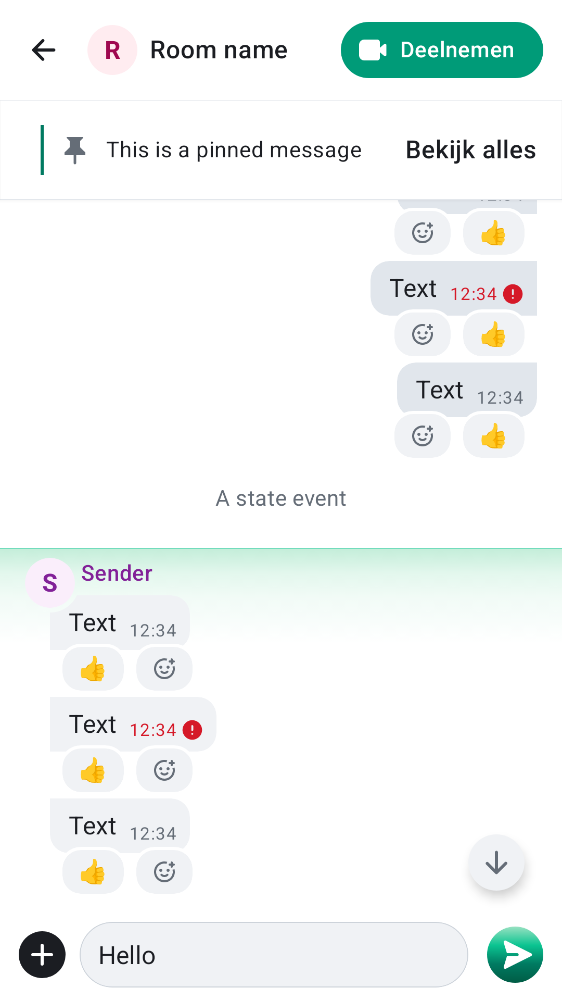 R Room name Deelnemen
This is a pinned message Bekijk alles
Text 12:34
Text 12:34
A state event
S Sender
Text 12:34
Text 12:34
Text 12:34
Hello